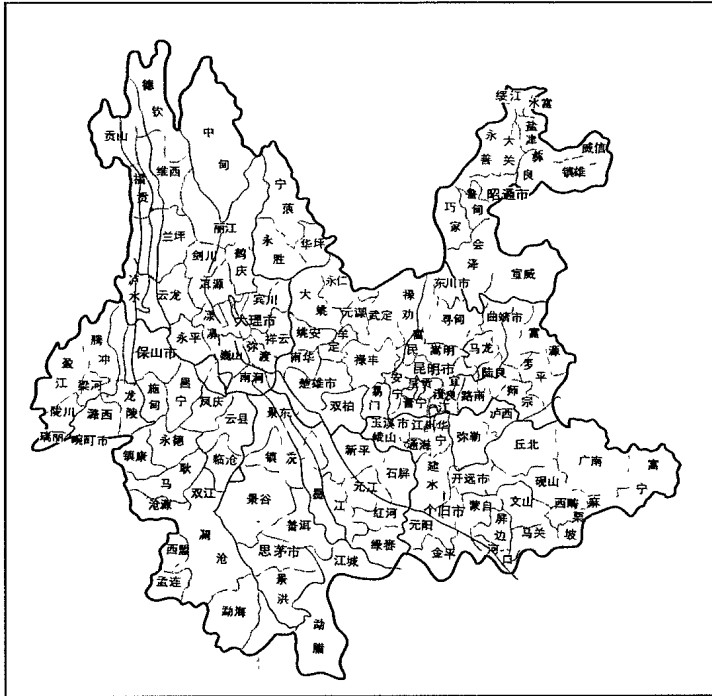 德钦
贡山
中甸
维西
福贡
宁蒗
丽江
兰坪
剑川
鹤庆
永胜
华坪
泸水
云龙
洱源
宾川
漾濞
大理市
永平
巍山
弥渡
祥云
南涧
绥江
水富
盐津
永善
大关
彝良
威信
镇雄
鲁甸
昭通市
巧家
会泽
宣威
东川市
永仁
大姚
元谋
武定
禄劝
寻甸
曲靖市
姚安
牟定
富民
嵩明
马龙
富源
罗平
南华
禄丰
安宁
昆明市
呈贡
宜良
陆良
师宗
楚雄市
双柏
易门
晋宁
澄江
路南
泸西
玉溪市
江川
华宁
峨山
通海
弥勒
丘北
广南
富宁
腾冲
盈江
保山市
梁河
龙陵
施甸
昌宁
凤庆
陇川
潞西
瑞丽
畹町市
云县
景东
永德
镇康
耿马
临沧
镇沅
新平
石屏
建水
开远市
砚山
双江
沧源
景谷
墨江
元江
红河
个旧市
蒙自
文山
西畴
麻栗坡
屏边
马关
元阳
河口
普洱
绿春
金平
思茅市
江城
澜沧
西盟
孟连
景洪
勐海
勐腊